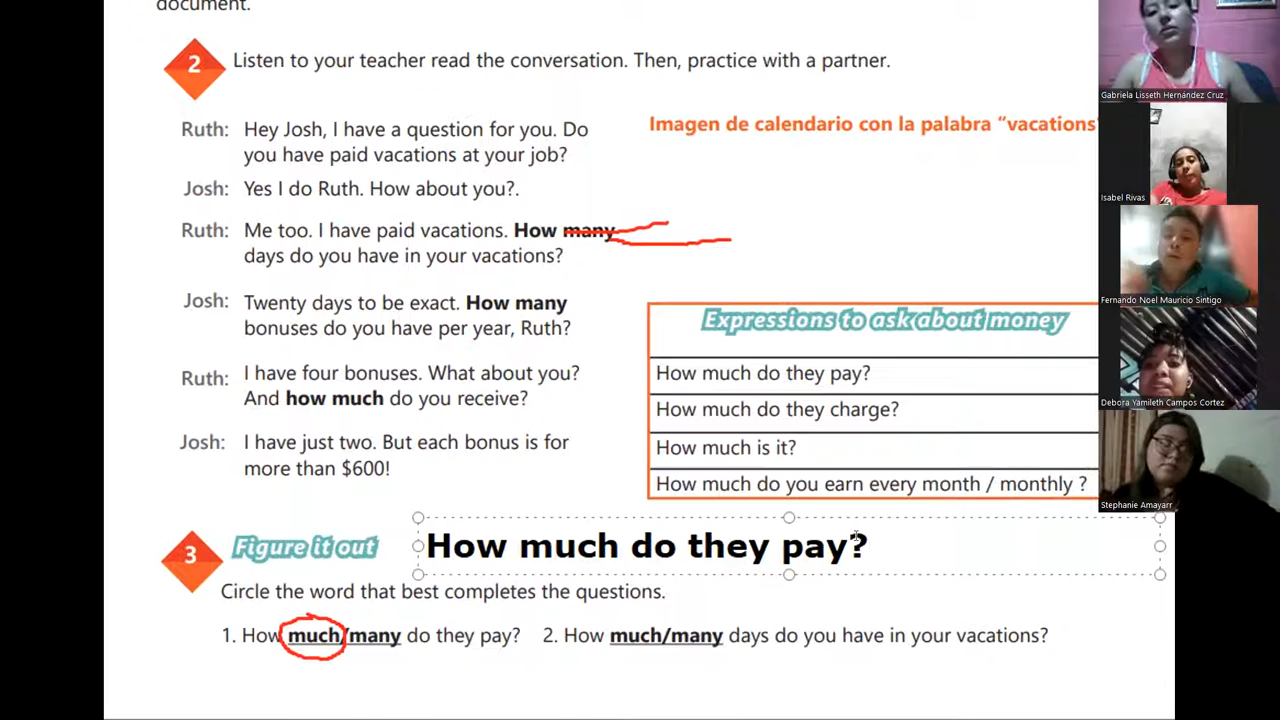 document.
2 Listen to your teacher read the conversation. Then, practice with a partner.
Ruth: Hey Josh, I have a question for you. Do
you have paid vacations at your job?
Josh: Yes I do Ruth. How about you?.
Ruth: Me too. I have paid vacations. How many
days do you have in your vacations?
Josh: Twenty days to be exact. How many
bonuses do you have per year, Ruth?
Ruth: I have four bonuses. What about you?
And how much do you receive?
Josh: I have just two. But each bonus is for
more than $600!
Imagen de calendario con la palabra “vacations”
Expressions to ask about money
How much do they pay?
How much do they charge?
How much is it?
How much do you earn every month / monthly ?
3 Figure it out
How much do they pay?
Circle the word that best completes the questions.
1. How much/many do they pay? 2. How much/many days do you have in your vacations?
Gabriela Lisseth Hernández Cruz
Isabel Rivas
Fernando Noel Mauricio Sintigo
Debora Yamileth Campos Cortez
Stephanie Amayarr